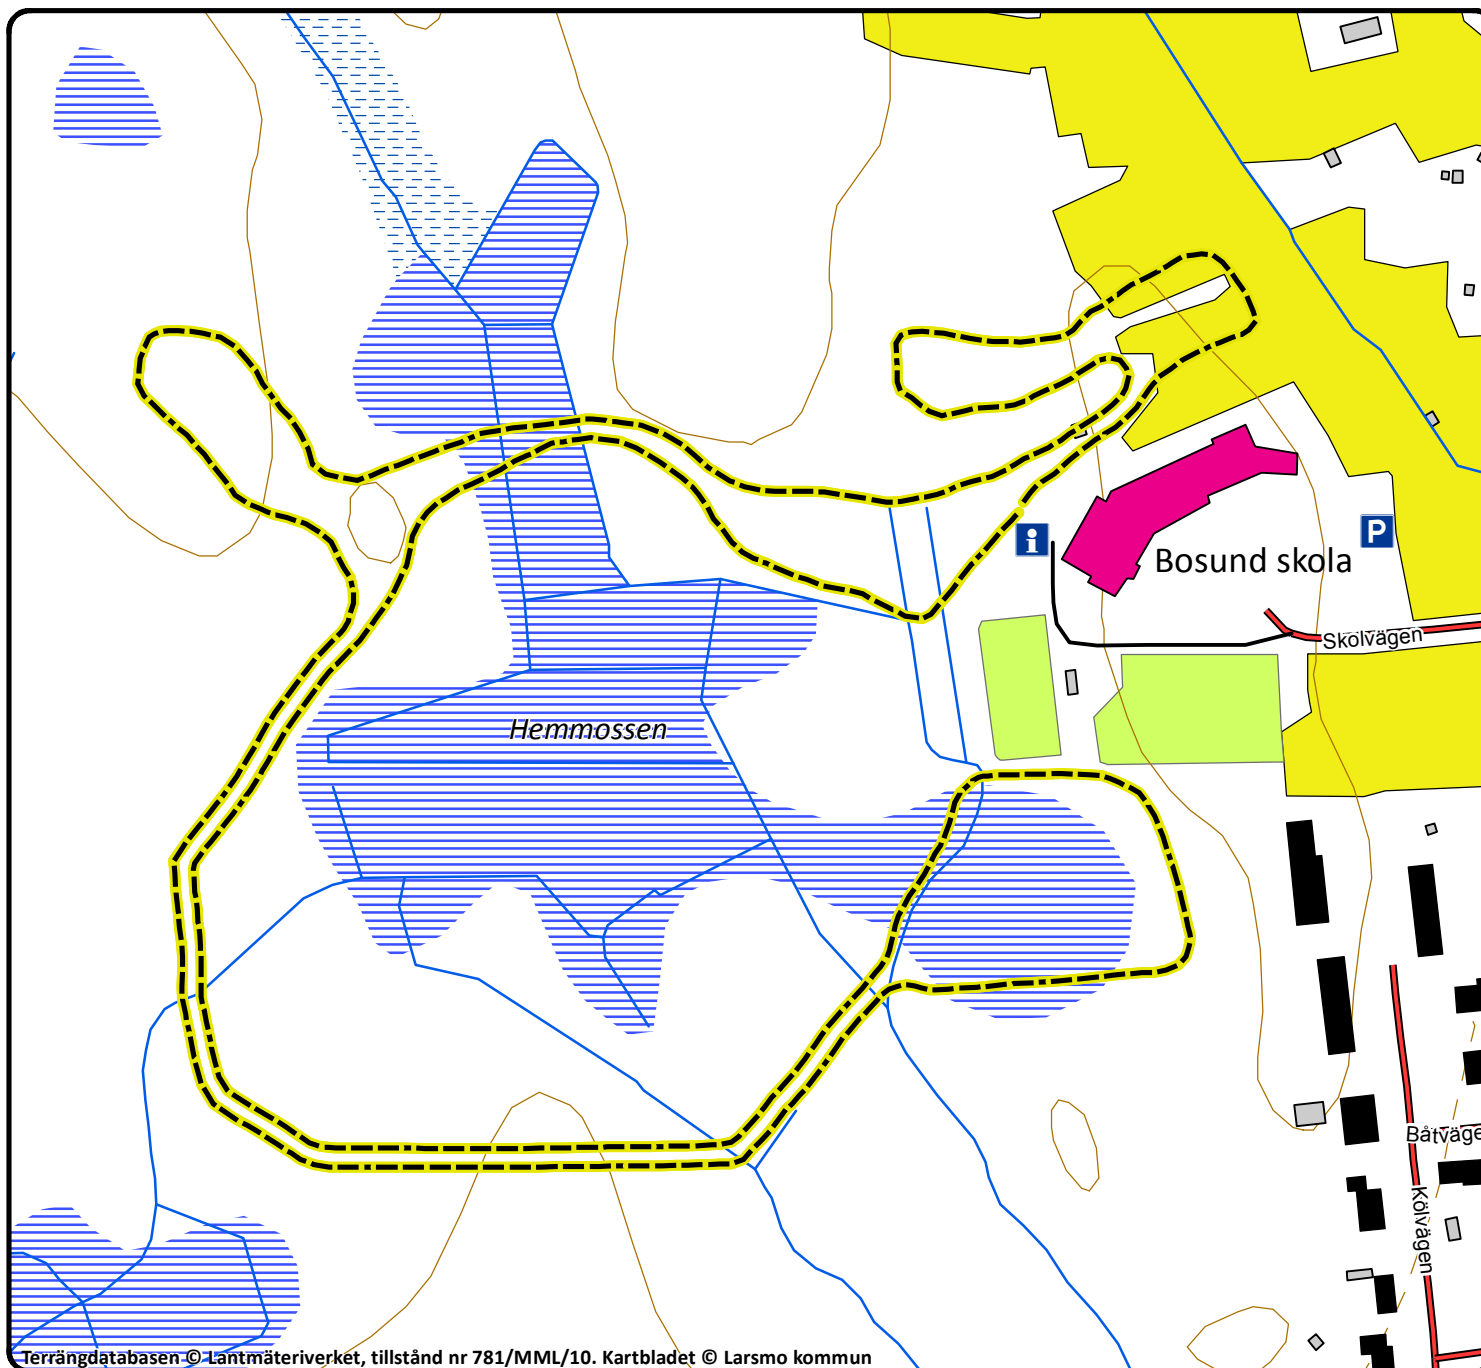 i
P
Bosund skola
Skolvägen
Hemmossen
Båtväge
Kölvägen
Terrängdatabasen © Lantmäteriverket, tillstånd nr 781/MML/10. Kartbladet © Larsmo kommun